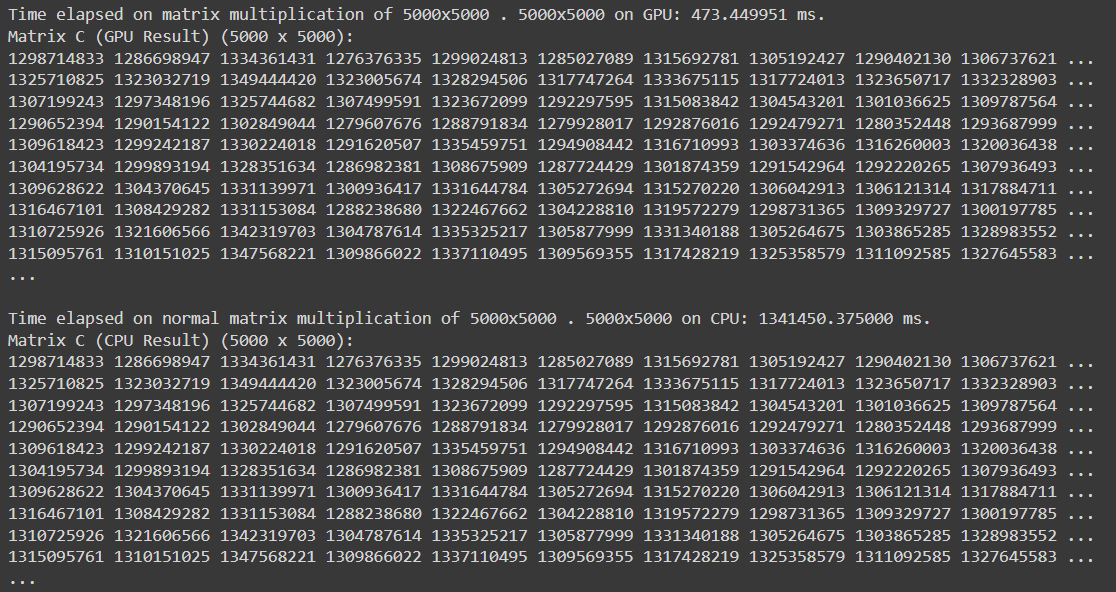 Time elapsed on matrix multiplication of 5000x5000 . 5000x5000 on GPU: 473.449951 ms.
Matrix C (GPU Result) (5000 x 5000):
1298714833 1286698947 1334361431 1276376335 1299024813 1285027089 1315692781 1305192427 1290402130 1306737621 ...
1325710825 1323032719 1349444420 1323005674 1328294506 1317747264 1333675115 1317724013 1323650717 1332328903 ...
1307199243 1297348196 1325744682 1307499591 1323672099 1292297595 1315083842 1304543201 1301036625 1309787564 ...
1290652394 1290154122 1302849044 1279607676 1288791834 1279928017 1292876016 1292479271 1280352448 1293687999 ...
1309618423 1299242187 1330224018 1291620507 1335459751 1294908442 1316710993 1303374636 1316260003 1320036438 ...
1304195734 1299893194 1328351634 1286982381 1308675909 1287724429 1301874359 1291542964 1292220265 1307936493 ...
1309628622 1304370645 1331139971 1300936417 1331644784 1305272694 1315270220 1306042913 1306121314 1317884711 ...
1316467101 1308429282 1331153084 1288238680 1322467662 1304228810 1319572279 1298731365 1309329727 1300197785 ...
1310725926 1321606566 1342319703 1304787614 1335325217 1305877999 1331340188 1305264675 1303865285 1328983552 ...
1315095761 1310151025 1347568221 1309866022 1337110495 1309569355 1317428219 1325358579 1311092585 1327645583 ...
...
Time elapsed on normal matrix multiplication of 5000x5000 . 5000x5000 on CPU: 1341450.375000 ms.
Matrix C (CPU Result) (5000 x 5000):
1298714833 1286698947 1334361431 1276376335 1299024813 1285027089 1315692781 1305192427 1290402130 1306737621 ...
1325710825 1323032719 1349444420 1323005674 1328294506 1317747264 1333675115 1317724013 1323650717 1332328903 ...
1307199243 1297348196 1325744682 1307499591 1323672099 1292297595 1315083842 1304543201 1301036625 1309787564 ...
1290652394 1290154122 1302849044 1279607676 1288791834 1279928017 1292876016 1292479271 1280352448 1293687999 ...
1309618423 1299242187 1330224018 1291620507 1335459751 1294908442 1316710993 1303374636 1316260003 1320036438 ...
1304195734 1299893194 1328351634 1286982381 1308675909 1287724429 1301874359 1291542964 1292220265 1307936493 ...
1309628622 1304370645 1331139971 1300936417 1331644784 1305272694 1315270220 1306042913 1306121314 1317884711 ...
1316467101 1308429282 1331153084 1288238680 1322467662 1304228810 1319572279 1298731365 1309329727 1300197785 ...
1310725926 1321606566 1342319703 1304787614 1335325217 1305877999 1331340188 1305264675 1303865285 1328983552 ...
1315095761 1310151025 1347568221 1309866022 1337110495 1309569355 1317428219 1325358579 1311092585 1327645583 ...
...